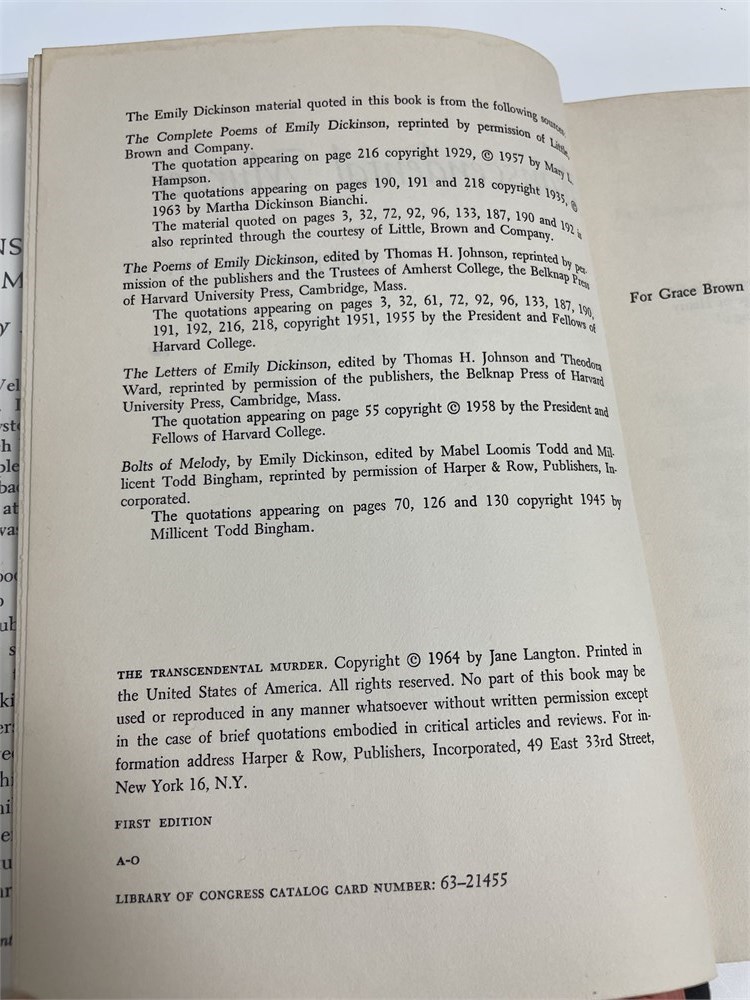 The Emily Dickinson material quoted in this book is from the following sources.
The Complete Poems of Emily Dickinson, reprinted by permission of Little,
Brown and Company.
The quotation appearing on page 216 copyright 1929, © 1957 by Mary L.
Hampson.
The quotations appearing on pages 190, 191 and 218 copyright 1935, ©
1963 by Martha Dickinson Bianchi.
The material quoted on pages 3, 32, 72, 92, 96, 133, 187, 190 and 192 is
also reprinted through the courtesy of Little, Brown and Company.
The Poems of Emily Dickinson, edited by Thomas H. Johnson, reprinted by per-
mission of the publishers and the Trustees of Amherst College, the Belknap Press
of Harvard University Press, Cambridge, Mass.
The quotations appearing on pages 3, 32, 61, 72, 92, 96, 133, 187, 190,
191, 192, 216, 218, copyright 1951, 1955 by the President and Fellows of
Harvard College.
The Letters of Emily Dickinson, edited by Thomas H. Johnson and Theodora
Ward, reprinted by permission of the publishers, the Belknap Press of Harvard
University Press, Cambridge, Mass.
The quotation appearing on page 55 copyright © 1958 by the President and
Fellows of Harvard College.
Bolts of Melody, by Emily Dickinson, edited by Mabel Loomis Todd and Mil-
licent Todd Bingham, reprinted by permission of Harper & Row, Publishers, In-
corporated.
The quotations appearing on pages 70, 126 and 130 copyright 1945 by
Millicent Todd Bingham.
THE TRANSCENDENTAL MURDER. Copyright © 1964 by Jane Langton. Printed in
the United States of America. All rights reserved. No part of this book may be
used or reproduced in any manner whatsoever without written permission except
in the case of brief quotations embodied in critical articles and reviews. For in-
formation address Harper & Row, Publishers, Incorporated, 49 East 33rd Street,
New York 16, N.Y.
FIRST EDITION
A-O
LIBRARY OF CONGRESS CATALOG CARD NUMBER: 63-21455
For Grace Brown